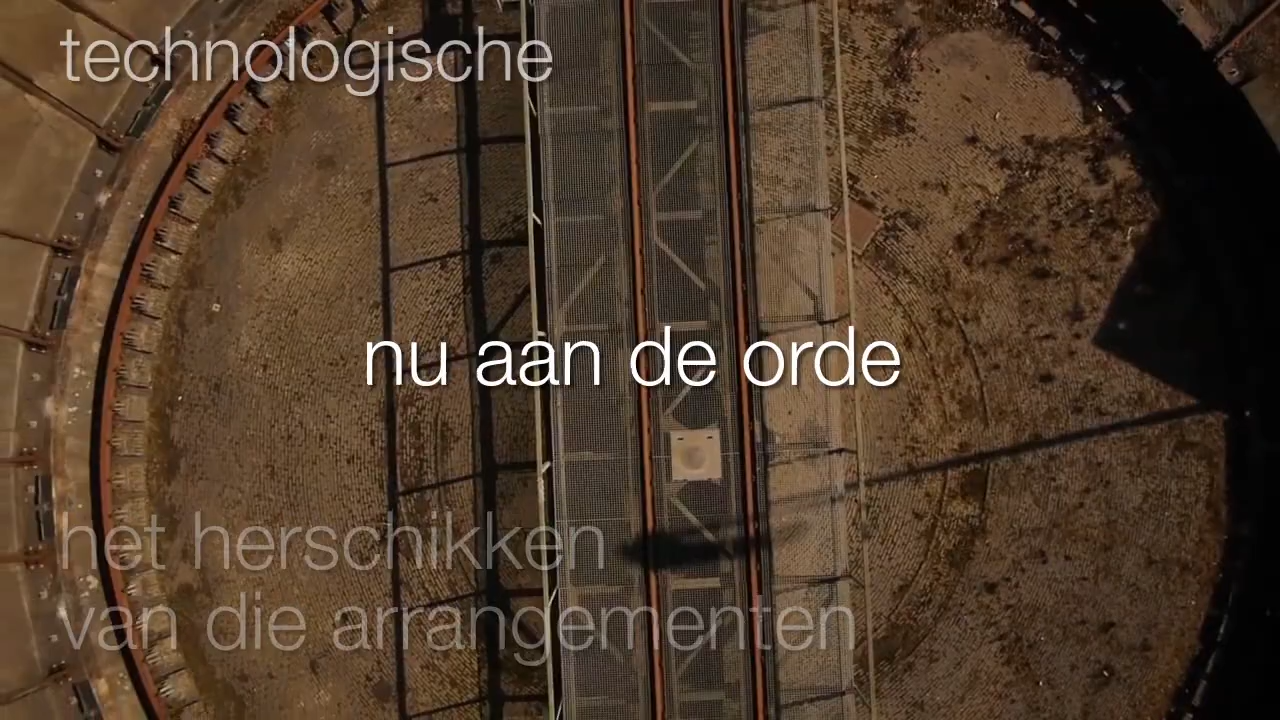 technologische
nu aan de orde
het herschikken
van die arrangementen